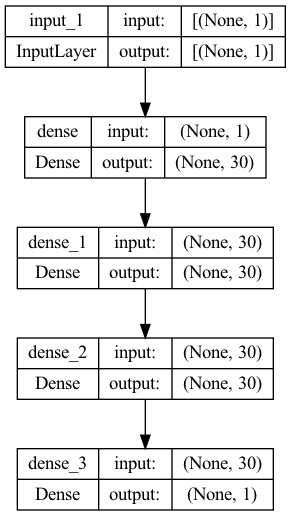 input_1 input: [(None, 1)]
InputLayer output: [(None, 1)]
dense input: (None, 1)
Dense output: (None, 30)
dense_1 input: (None, 30)
Dense output: (None, 30)
dense_2 input: (None, 30)
Dense output: (None, 30)
dense_3 input: (None, 30)
Dense output: (None, 1)